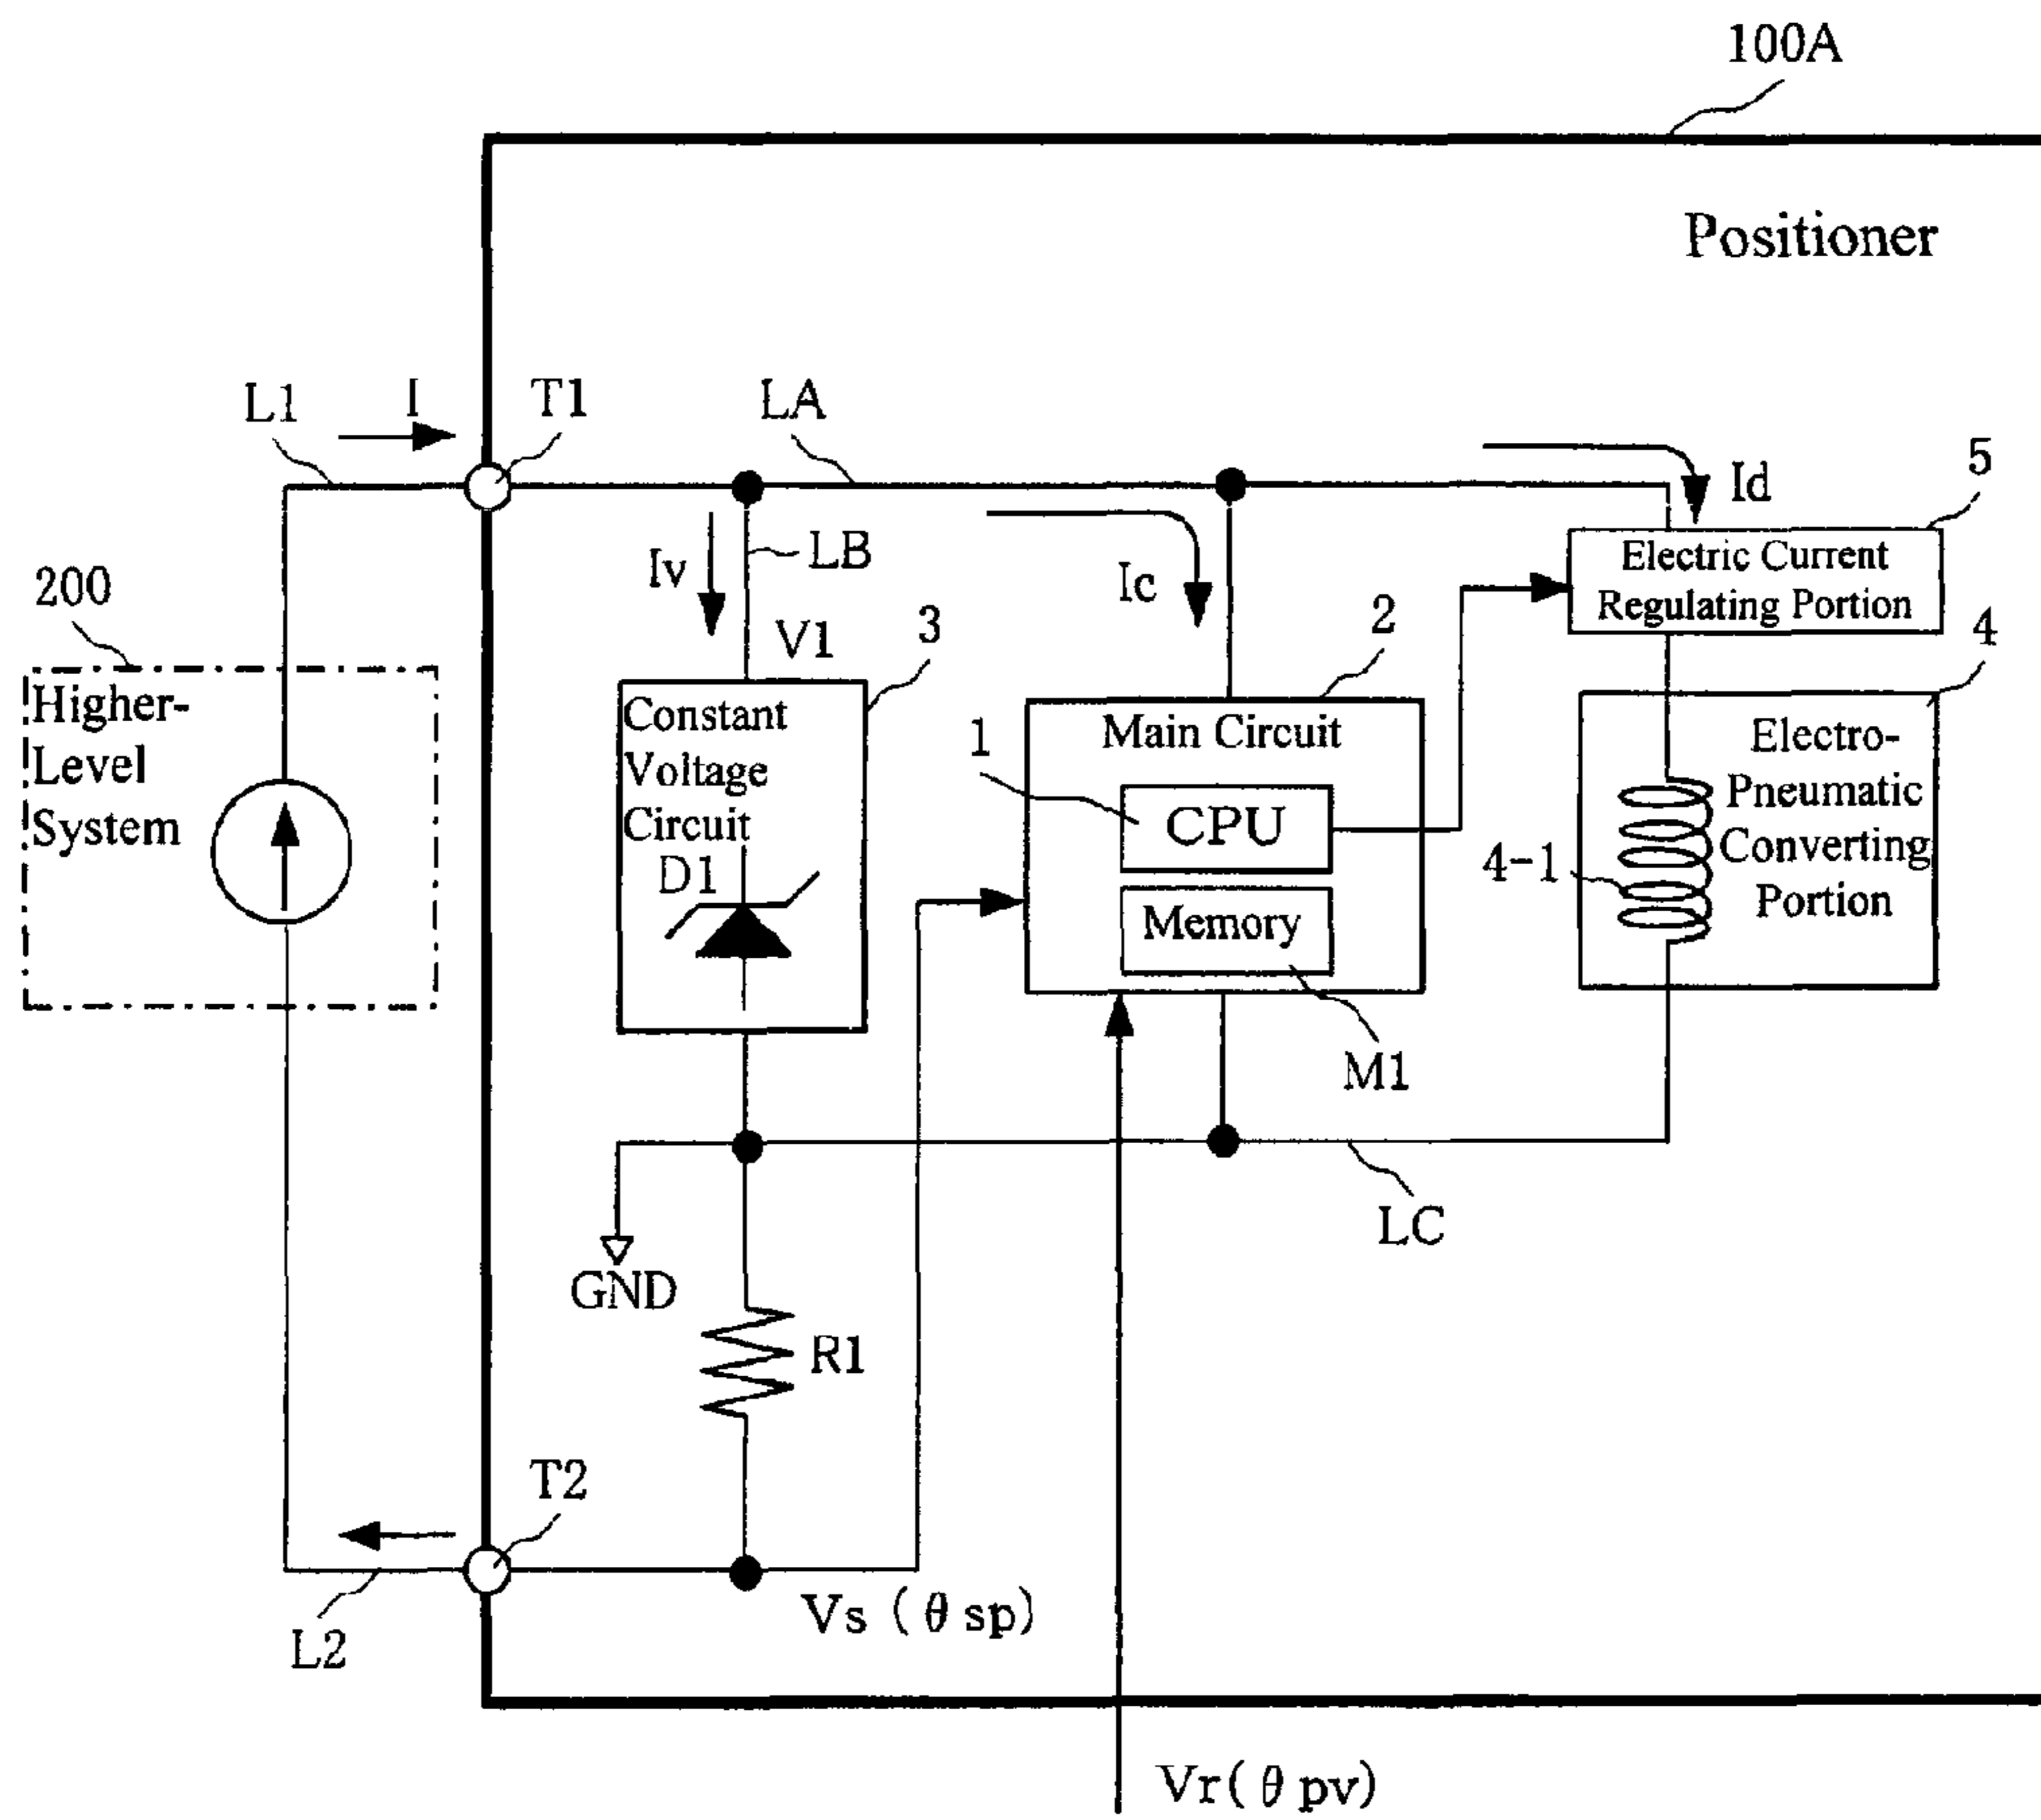 100A
Positioner
L1
I
T1
LA
Id
5
Iv
LB
Ic
Electric Current
Regulating Portion
200
V1
3
2
4
Higher-
Level
System
Constant
Voltage
Circuit
D1
1
Main Circuit
CPU
Memory
Electro-
Pneumatic
Converting
Portion
4-1
M1
LC
GND
R1
T2
L2
Vs (θsp)
Vr(θpv)